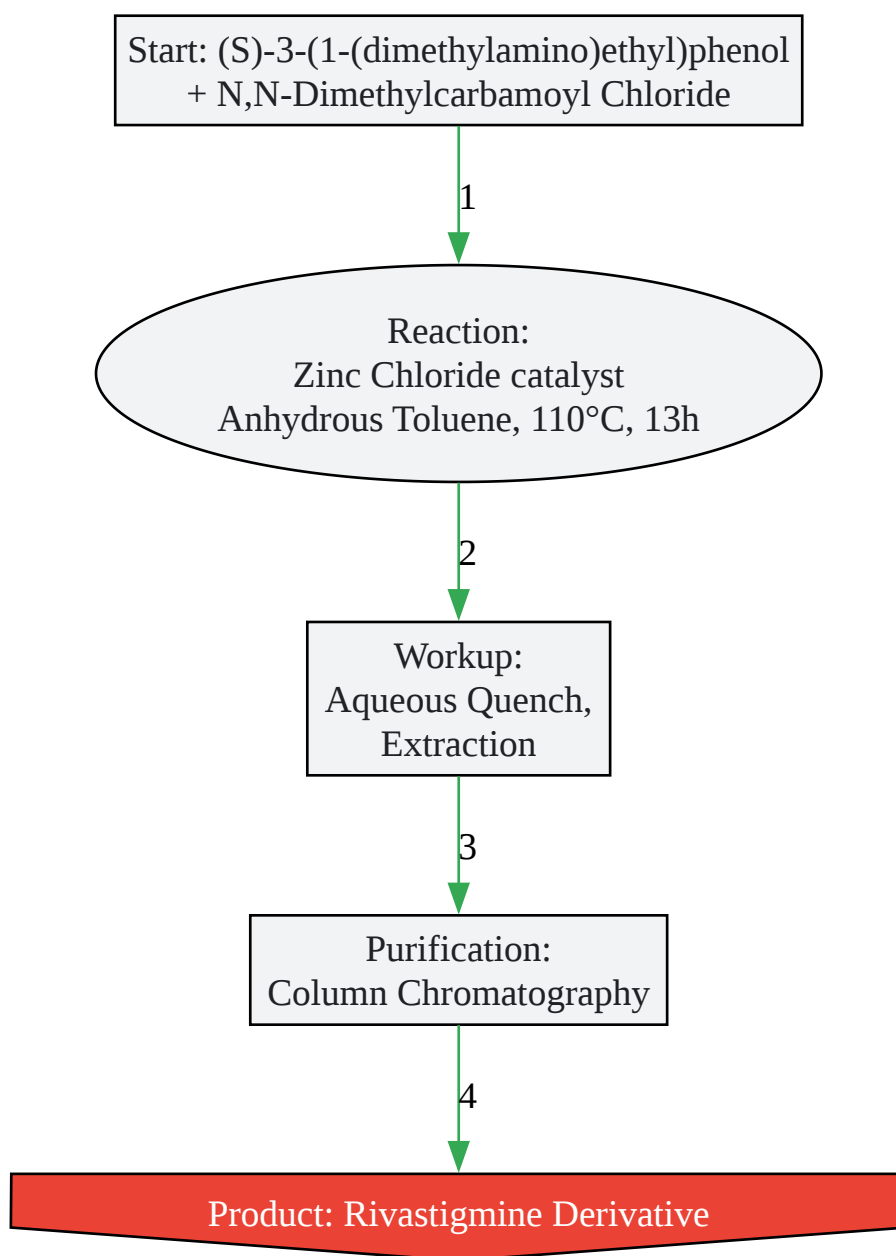 Start: (S)-3-(1-(dimethylamino)ethyl)phenol
+ N,N-Dimethylcarbamoyl Chloride
1
Reaction:
Zinc Chloride catalyst
Anhydrous Toluene, 110°C, 13h
2
Workup:
Aqueous Quench,
Extraction
3
Purification:
Column Chromatography
4
Product: Rivastigmine Derivative